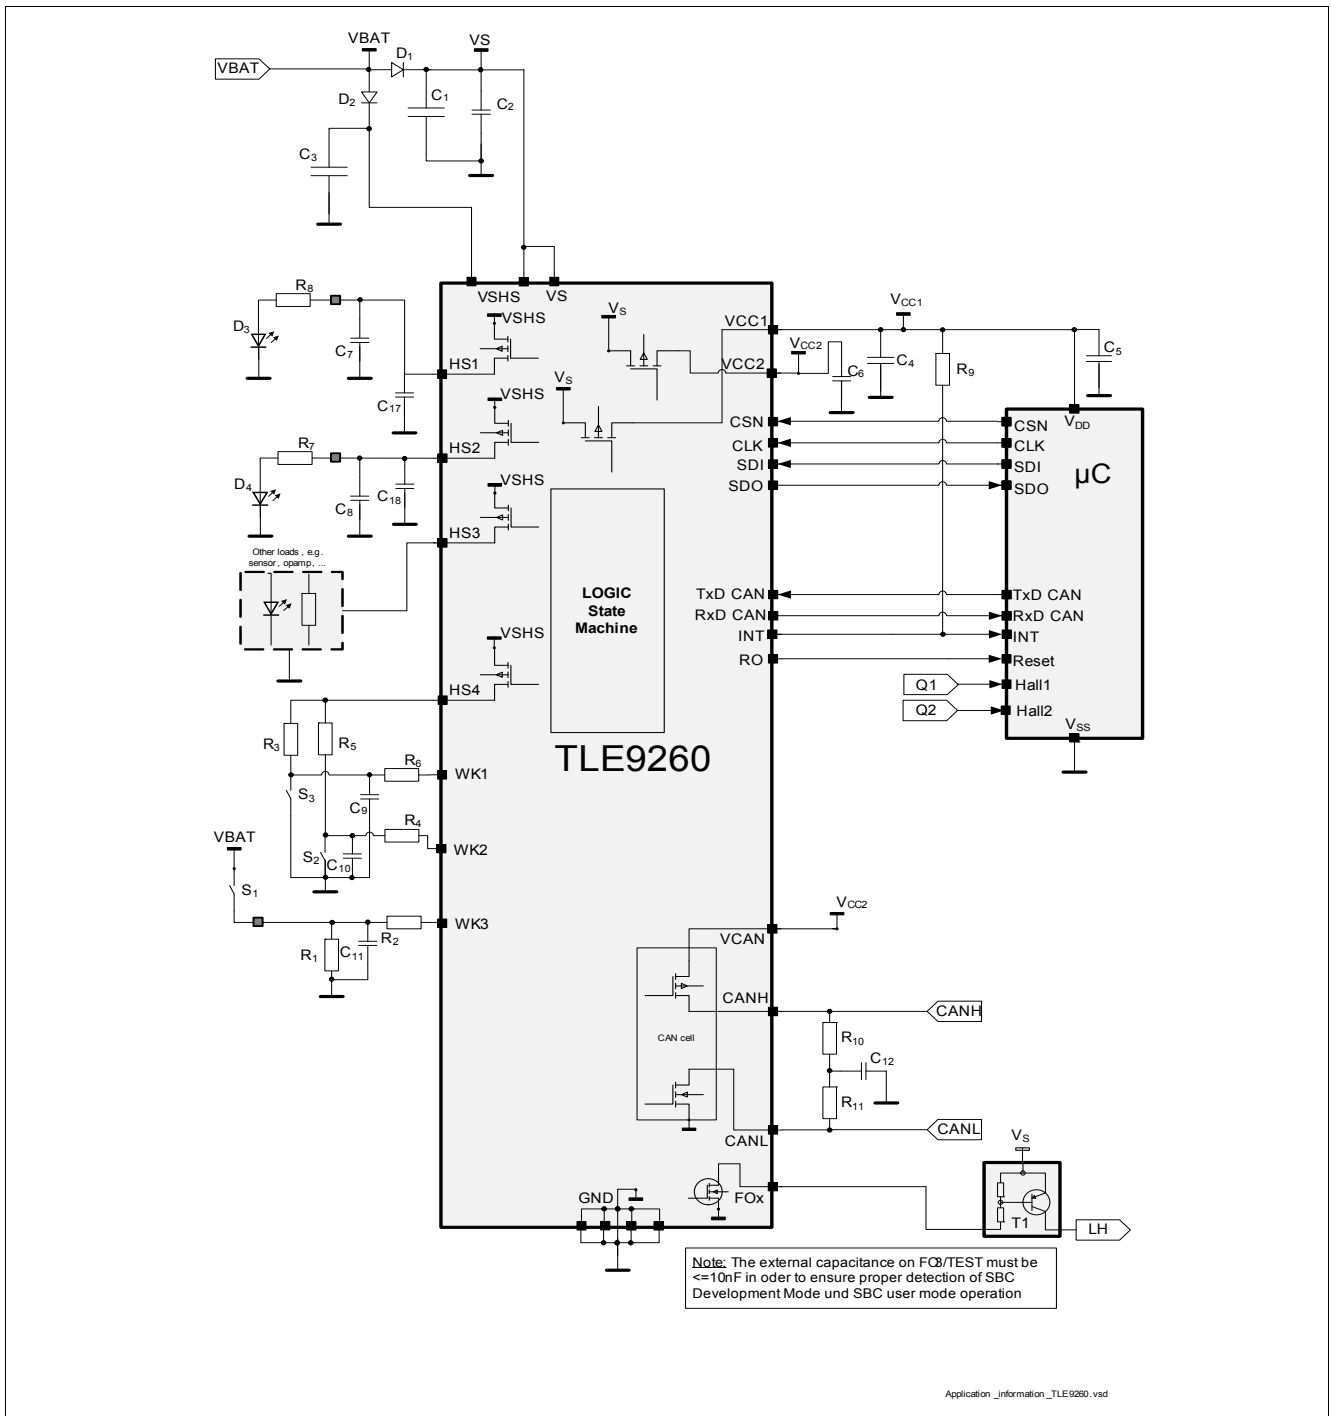 VBAT
VS
VBAT
D1
D2
C1
C2
C3
VSHS
VS
R8
D3
C7
HS1
C17
VSHS
VS
VS
VCC1
VCC2
VCC1
VCC2
C6
C4
R9
C5
VSHS
R7
HS2
D4
C8
C18
CSN
CLK
SDI
SDO
CSN
VDD
CLK
SDI
SDO
µC
VSHS
HS3
Other loads , e.g.
sensor , opamp , ...
LOGIC
State
Machine
TxD CAN
RxD CAN
INT
RO
TxD CAN
RxD CAN
INT
Reset
Q1
Hall1
Q2
Hall2
VSS
VSHS
HS4
R3
R5
TLE9260
R6
WK1
S3
C9
R4
WK2
VBAT
S2
C10
S1
WK3
R2
R1
C11
VCC2
VCAN
CANH
CANH
CAN cell
R10
C12
R11
CANL
CANL
VS
GND
FOx
T1
LH
Note: The external capacitance on FO3/TEST must be
<=10nF in oder to ensure proper detection of SBC
Development Mode und SBC user mode operation
Application _information _TLE9260.vsd